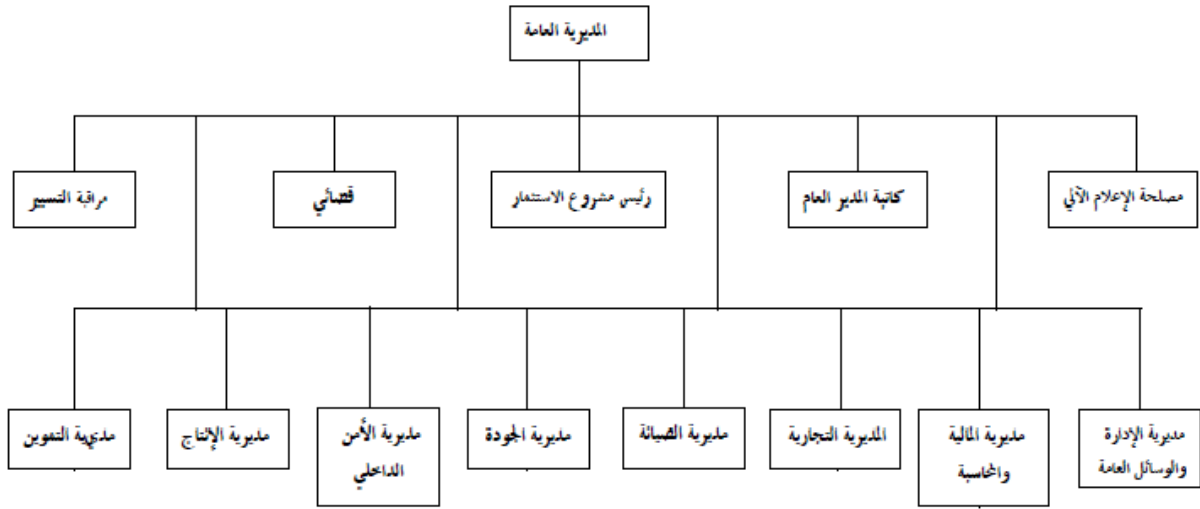 المديرية العامة
مصلحة الإعلام الآلي
كاتبة المدير العام
رئيس مشروع الاستثمار
قضائي
مراقبة التسيير
مديرية الإدارة
والوسائل العامة
مديرية المالية
والمحاسبة
المديرية التجارية
مديرية الصيانة
مديرية الجودة
مديرية الأمن
الداخلي
مديرية الإنتاج
مديرية التموين